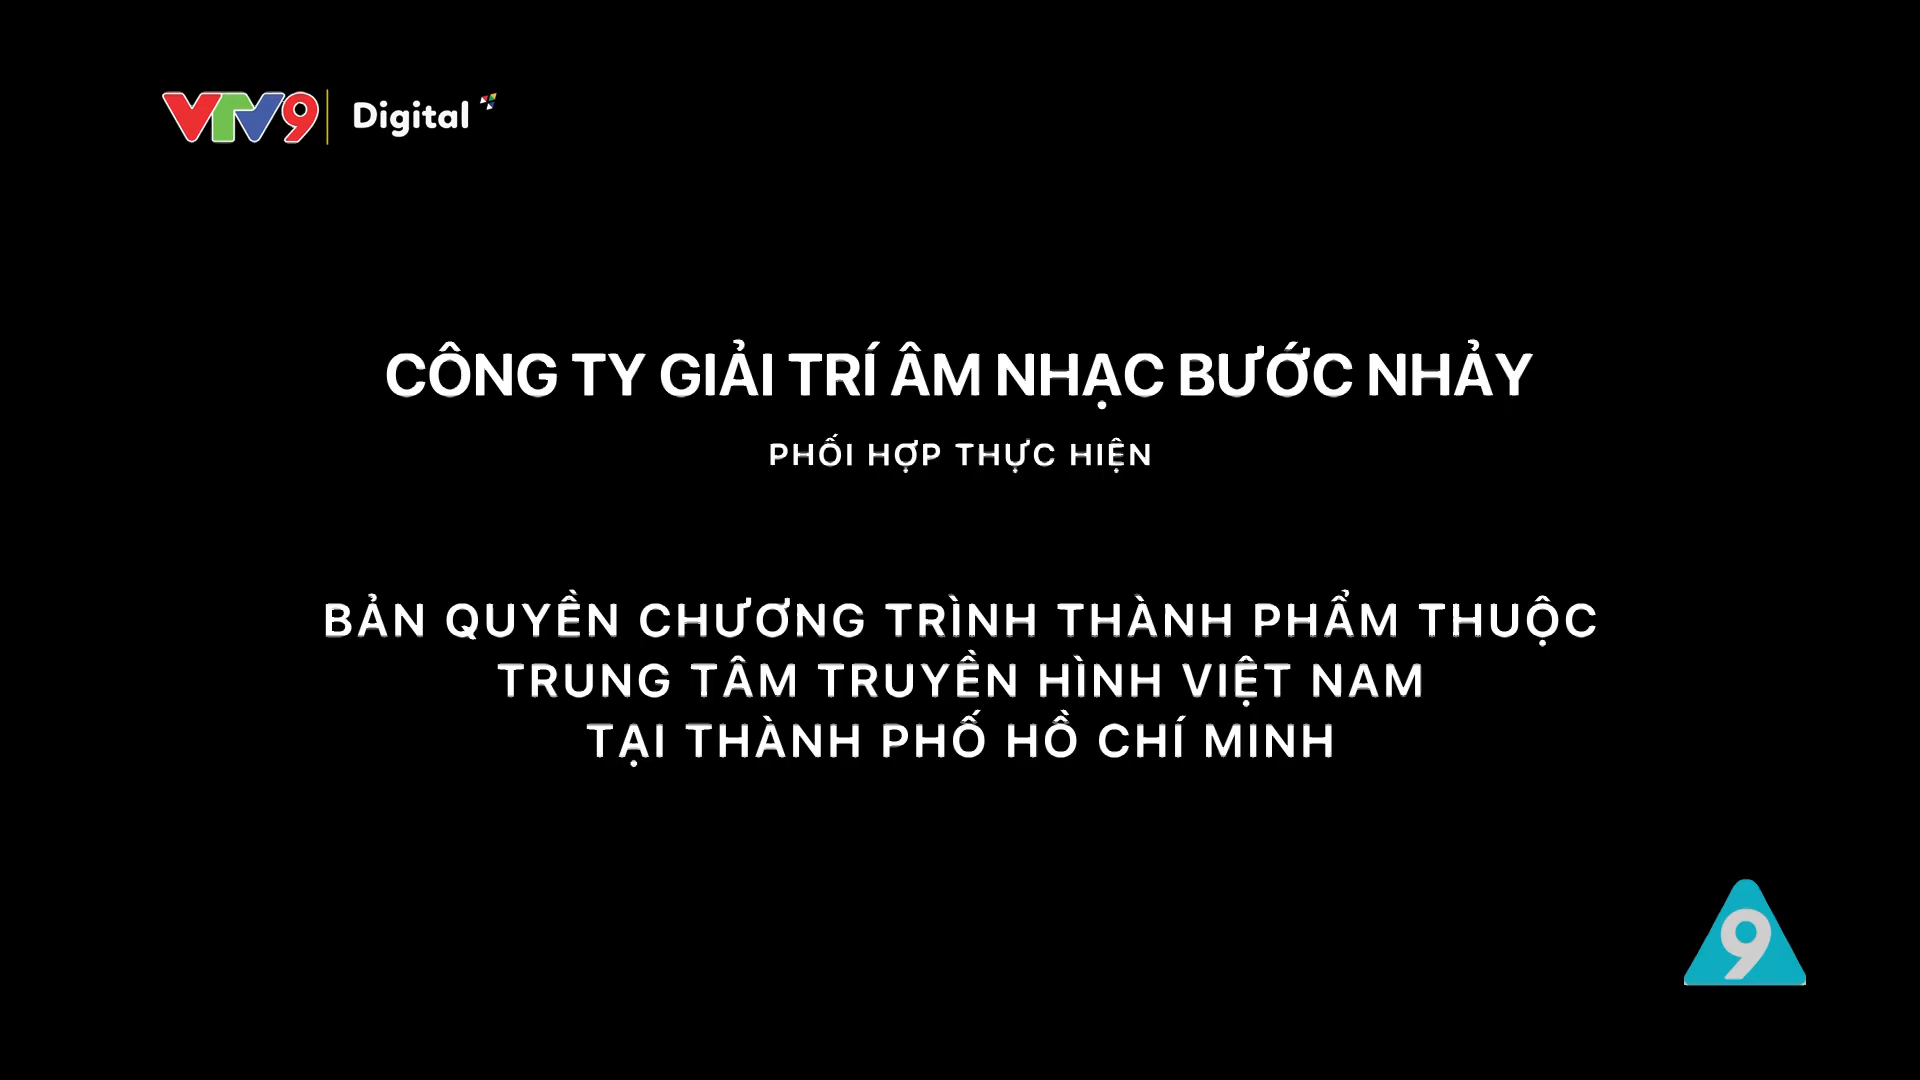 VTV9 Digital
CÔNG TY GIẢI TRÍ ÂM NHẠC BƯỚC NHẢY
PHỐI HỢP THỰC HIỆN
BẢN QUYỀN CHƯƠNG TRÌNH THÀNH PHẨM THUỘC
TRUNG TÂM TRUYỀN HÌNH VIỆT NAM
TẠI THÀNH PHỐ HỒ CHÍ MINH
9